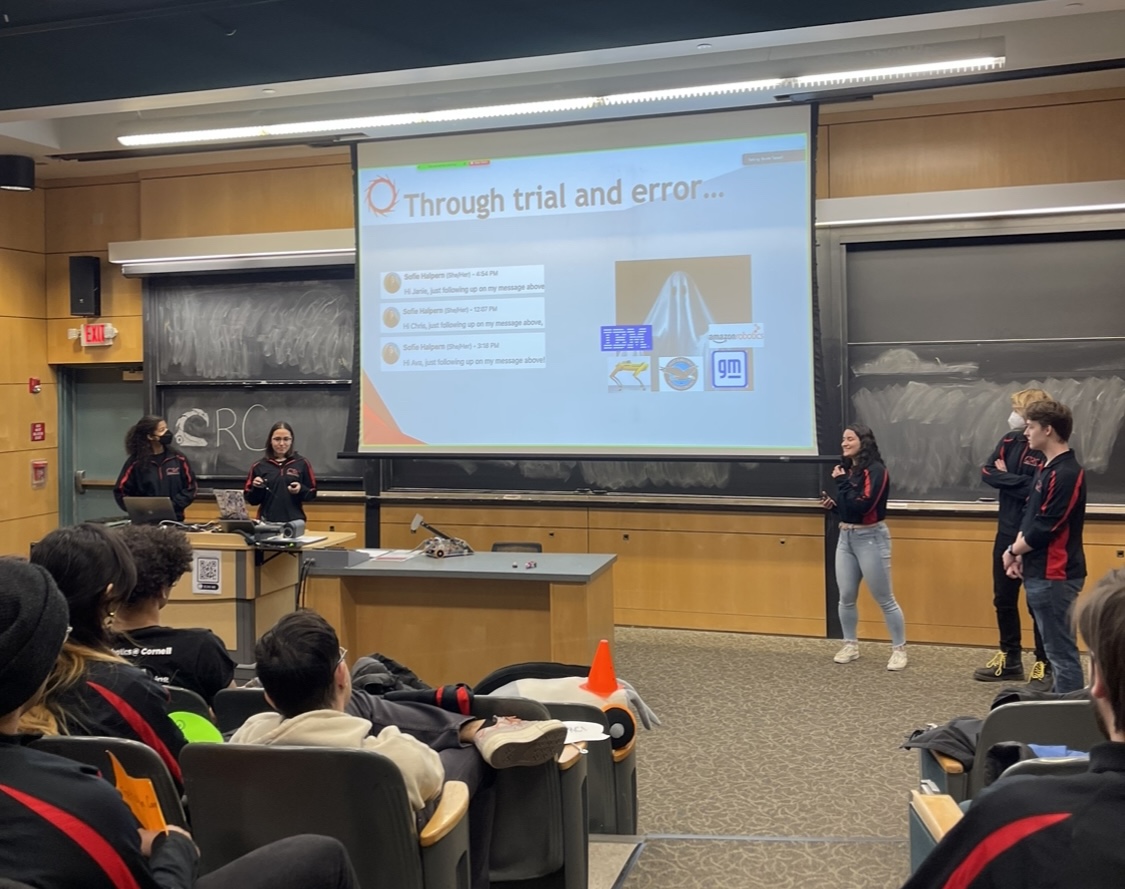 Through trial and error...
Sofie Halpern (She/Her) - 4:54 PM
Hi Janie, just following up on my message above
Sofie Halpern (She/Her) - 12:07 PM
Hi Chris, just following up on my message above,
Sofie Halpern (She/Her) - 3:18 PM
Hi Ava, just following up on my message above!
IBM
amazon robotics
gm
EXIT
CRC
botics@Cornell